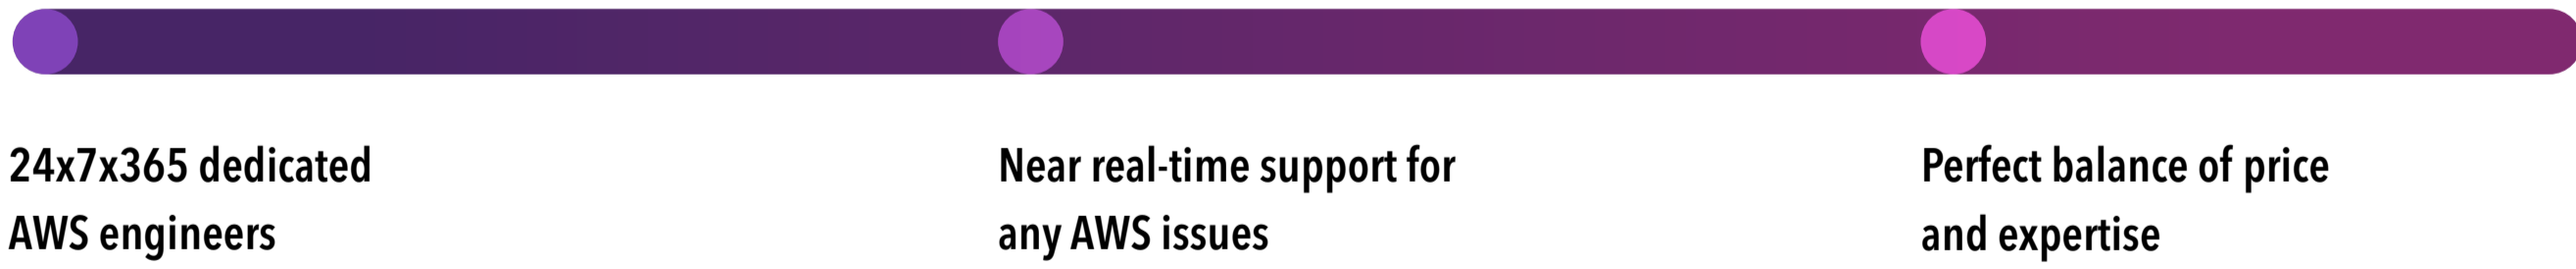 24x7x365 dedicated
AWS engineers
Near real-time support for
any AWS issues
Perfect balance of price
and expertise